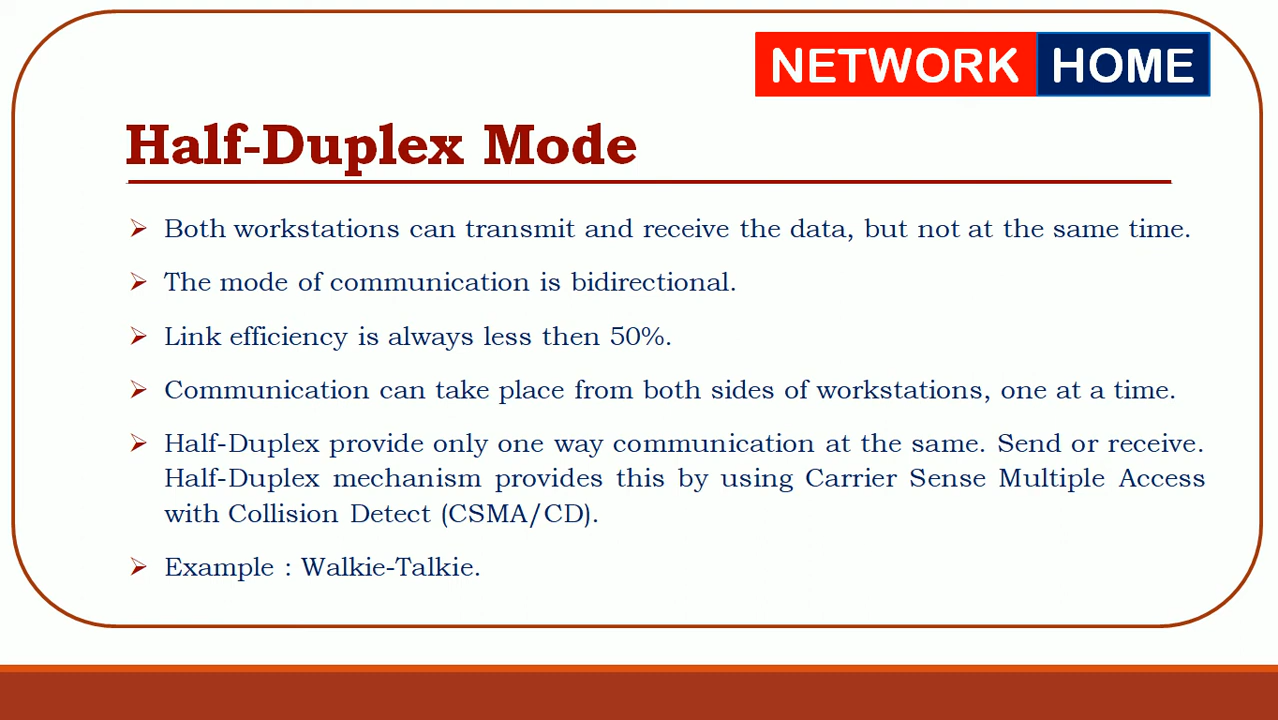 NETWORK HOME
Half-Duplex Mode
Both workstations can transmit and receive the data, but not at the same time.
The mode of communication is bidirectional.
Link efficiency is always less then 50%.
Communication can take place from both sides of workstations, one at a time.
Half-Duplex provide only one way communication at the same. Send or receive.
Half-Duplex mechanism provides this by using Carrier Sense Multiple Access
with Collision Detect (CSMA/CD).
Example : Walkie-Talkie.